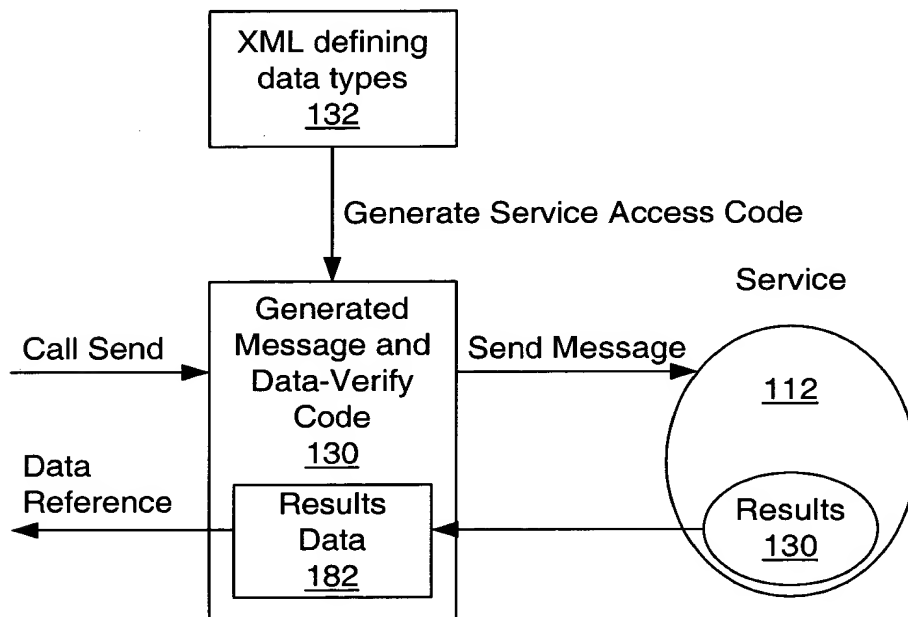 XML defining
data types
132
Generate Service Access Code
Service
Generated
Message and
Data-Verify
Code
130
Call Send
Send Message
112
Data
Reference
Results
Data
182
Results
130